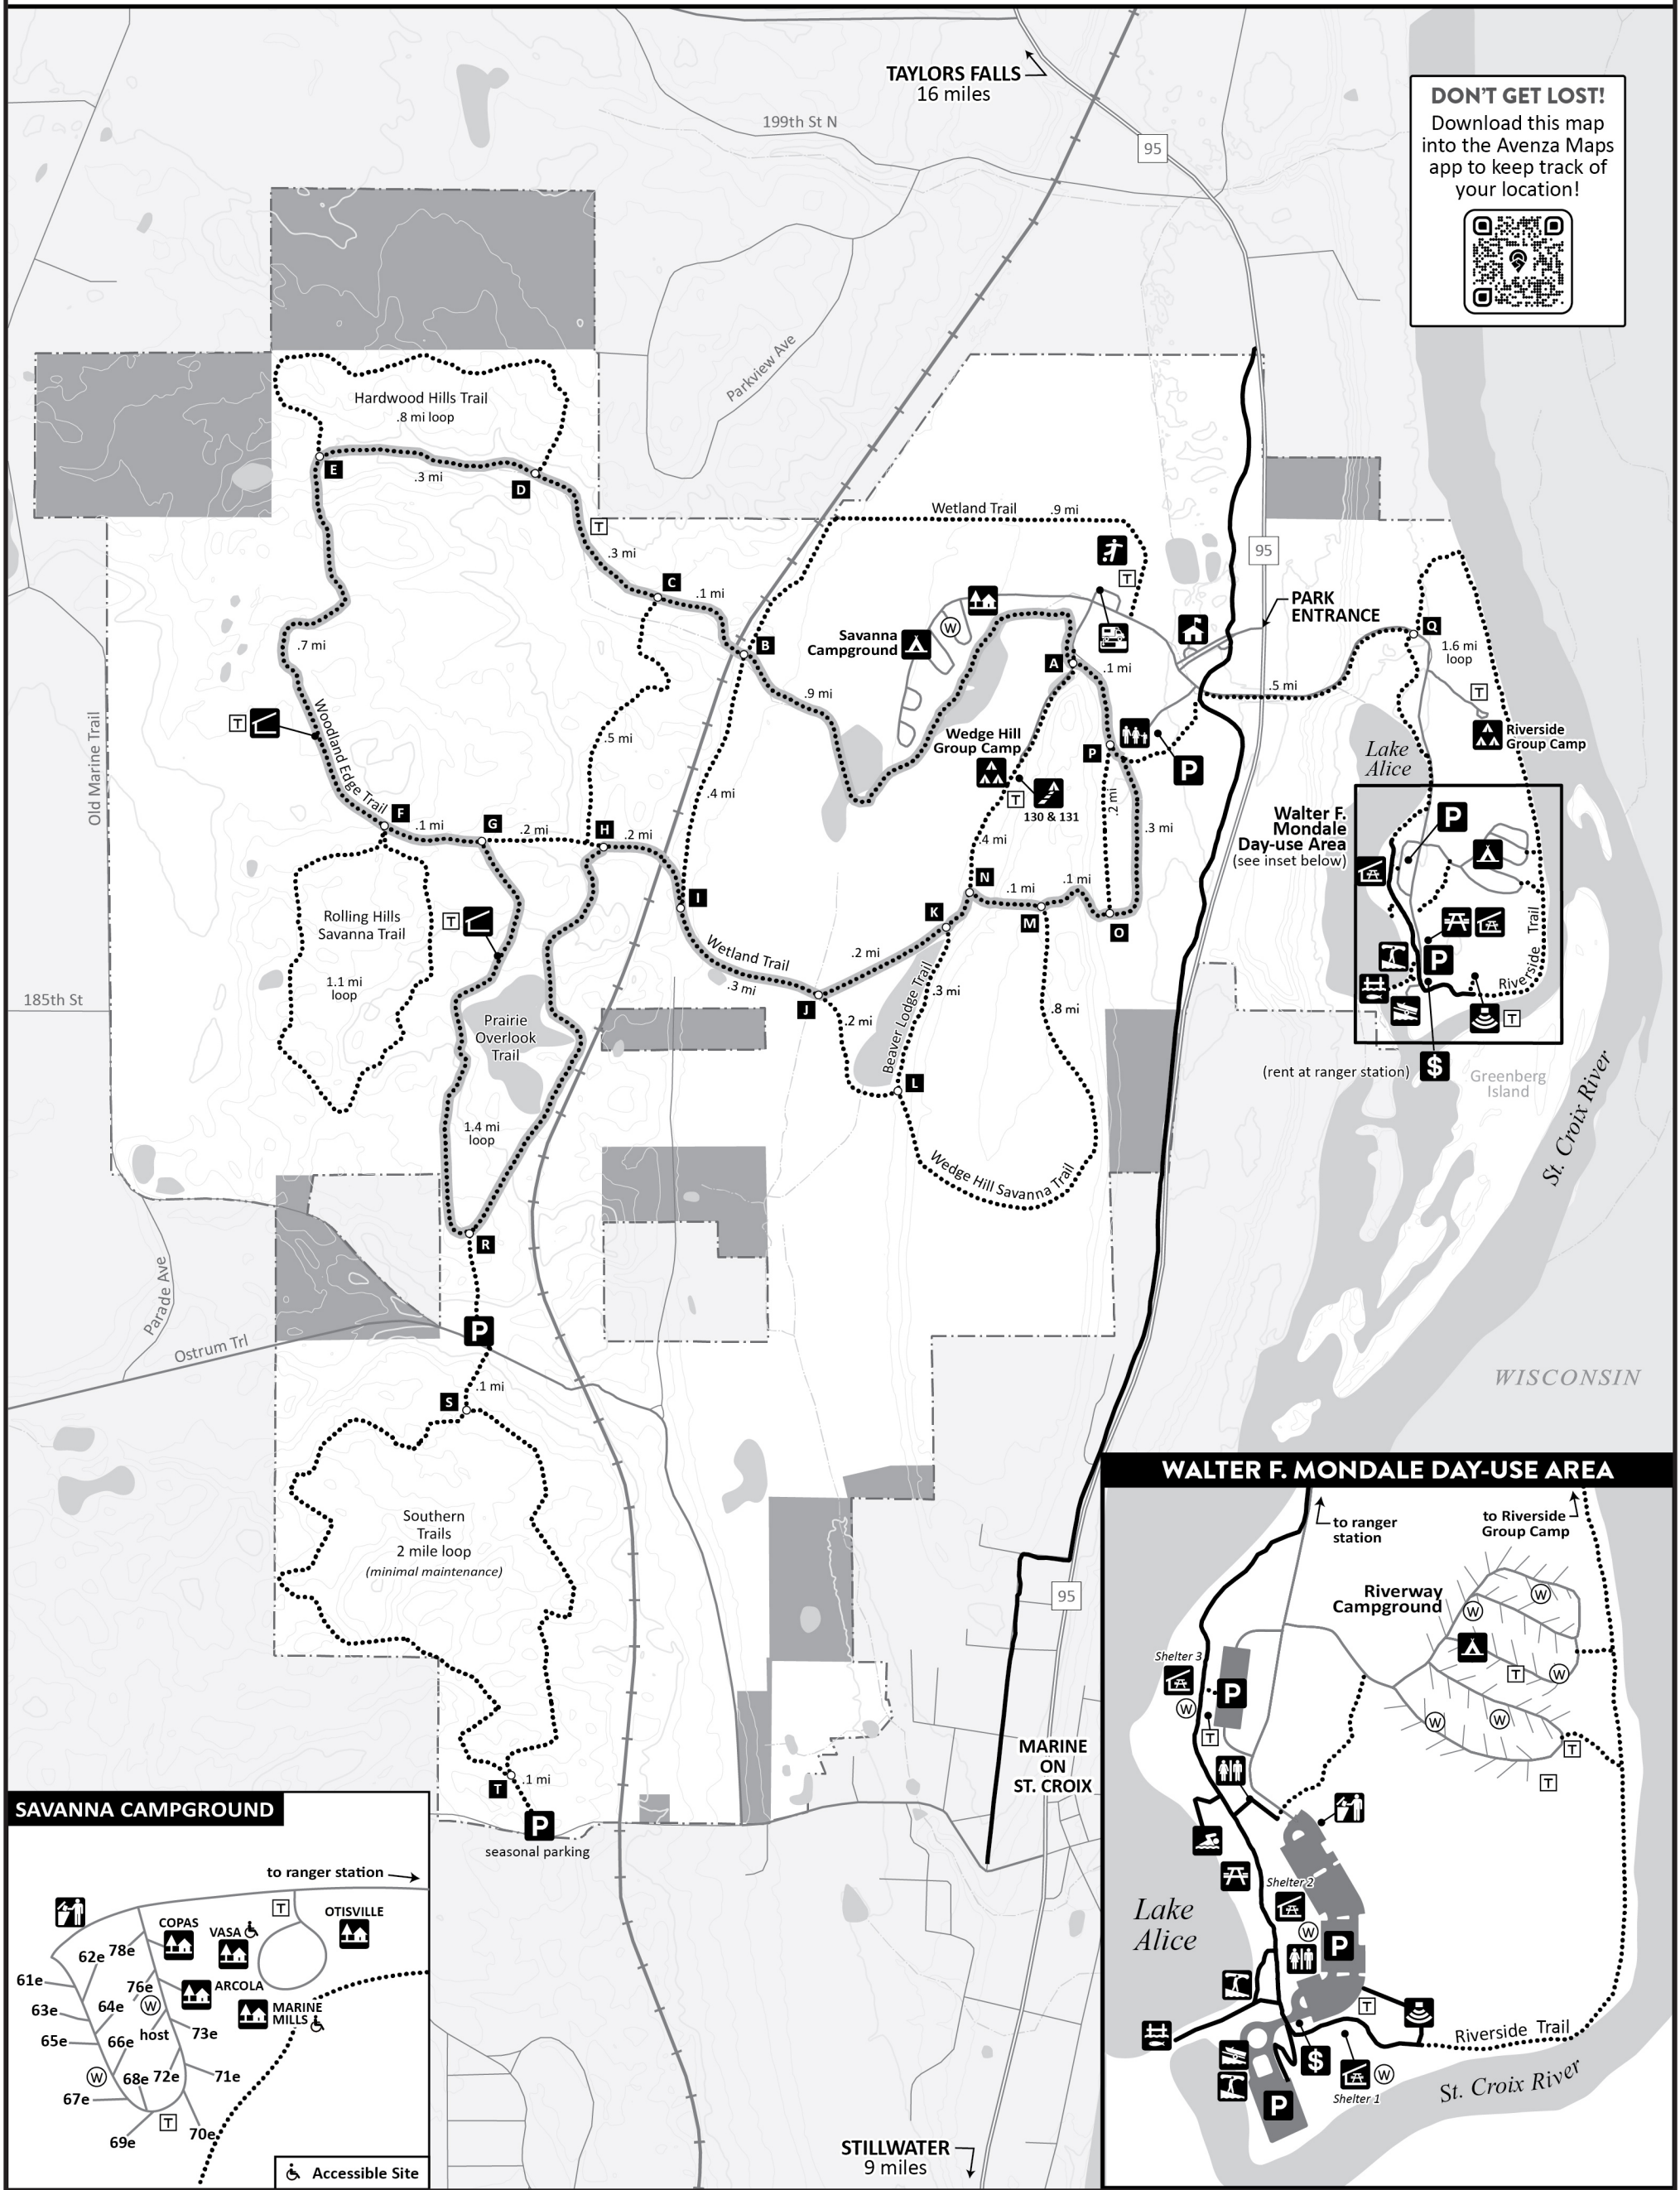 TAYLORS FALLS
16 miles
199th St N
95
DON'T GET LOST!
Download this map
into the Avenza Maps
app to keep track of
your location!
Parkview Ave
Hardwood Hills Trail
.8 mi loop
E
.3 mi
D
T
.3 mi
C
.1 mi
B
Wetland Trail .9 mi
T
95
PARK
ENTRANCE
Savanna
Campground
W
A
.1 mi
Q
1.6 mi
loop
.5 mi
T
Riverside
Group Camp
.7 mi
.9 mi
T
Woodland Edge Trail
Old Marine Trail
.5 mi
.4 mi
Wedge Hill
Group Camp
T
130 & 131
P
P
.2 mi
.3 mi
Lake
Alice
Walter F.
Mondale
Day-use Area
(see inset below)
P
P
T
Riverside Trail
F
.1 mi
G
.2 mi
H
.2 mi
I
.4 mi
N
.1 mi
M
.1 mi
O
K
T
Rolling Hills
Savanna Trail
1.1 mi
loop
Wetland Trail
.3 mi
.2 mi
J
.2 mi
Beaver Lodge Trail
.3 mi
.8 mi
L
Wedge Hill Savanna Trail
185th St
Prairie
Overlook
Trail
1.4 mi
loop
R
$
(rent at ranger station)
Greenberg
Island
St. Croix River
WISCONSIN
Parade Ave
Ostrum Trl
P
S
.1 mi
Southern
Trails
2 mile loop
(minimal maintenance)
T
.1 mi
P
seasonal parking
95
MARINE
ON
ST. CROIX
STILLWATER
9 miles
SAVANNA CAMPGROUND
to ranger station
T
COPAS
VASA
OTISVILLE
62e
78e
61e
76e
ARCOLA
63e
64e
W
MARINE
MILLS
65e
66e
host
73e
W
68e
72e
71e
67e
T
69e
70e
Accessible Site
WALTER F. MONDALE DAY-USE AREA
to ranger
station
to Riverside
Group Camp
Riverway
Campground
W
W
T
W
W
W
T
T
Shelter 3
W
P
T
Shelter 2
W
P
Lake
Alice
T
Riverside Trail
$
W
Shelter 1
P
St. Croix River